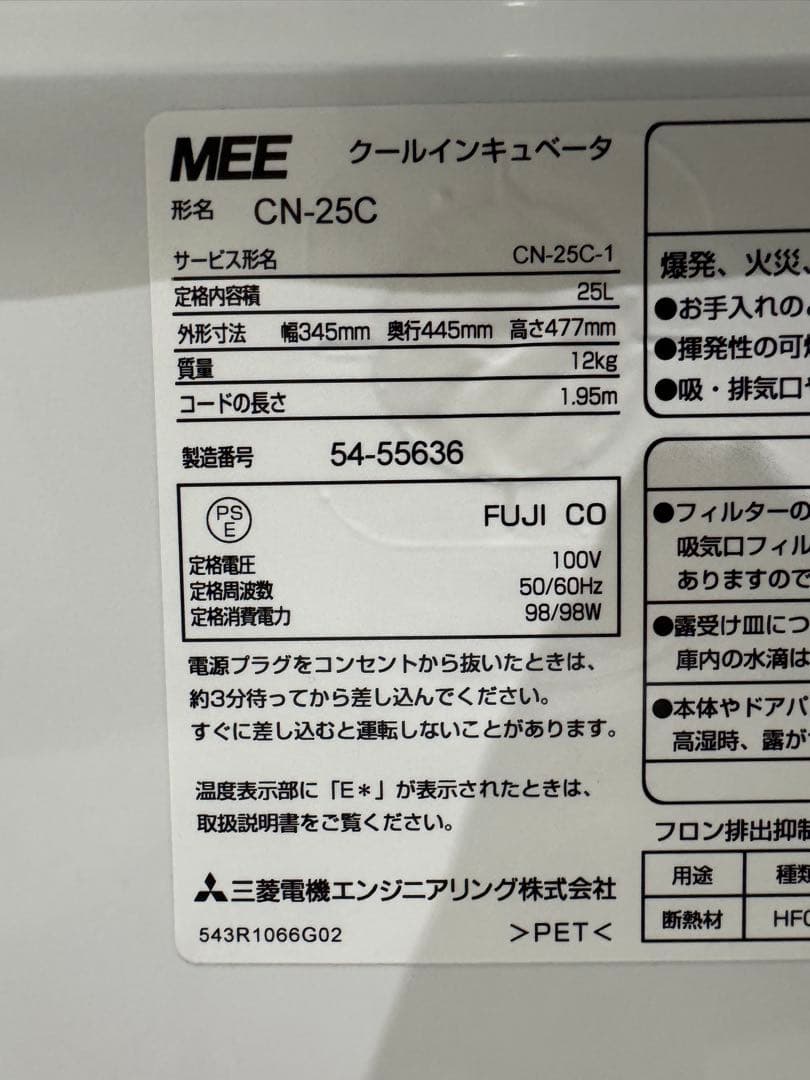 MEE クールインキュベータ
形名 CN-25C
サービス形名 CN-25C-1
定格内容積 25L
外形寸法 幅345mm 奥行445mm 高さ477mm
質量 12kg
コードの長さ 1.95m
製造番号 54-55636
PS
E
FUJI CO
定格電圧 100V
定格周波数 50/60Hz
定格消費電力 98/98W
電源プラグをコンセントから抜いたときは、
約3分待ってから差し込んでください。
すぐに差し込むと運転しないことがあります。
温度表示部に「E*」が表示されたときは、
取扱説明書をご覧ください。
三菱電機エンジニアリング株式会社
543R1066G02 >PET<
爆発、火災、
●お手入れの
●揮発性の可
●吸・排気口
●フィルターの
吸気口フィル
ありますので
●露受け皿につ
庫内の水滴は
●本体やドアパ
高湿時、露が
フロン排出抑制
用途 種類
断熱材 HFC